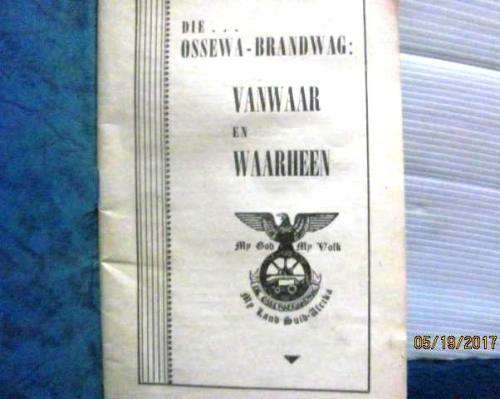 DIE ...
OSSEWA-BRANDWAG:
VANWAAR
EN
WAARHEEN
My God My Volk
My Land Suid-Afrika
05/19/2017